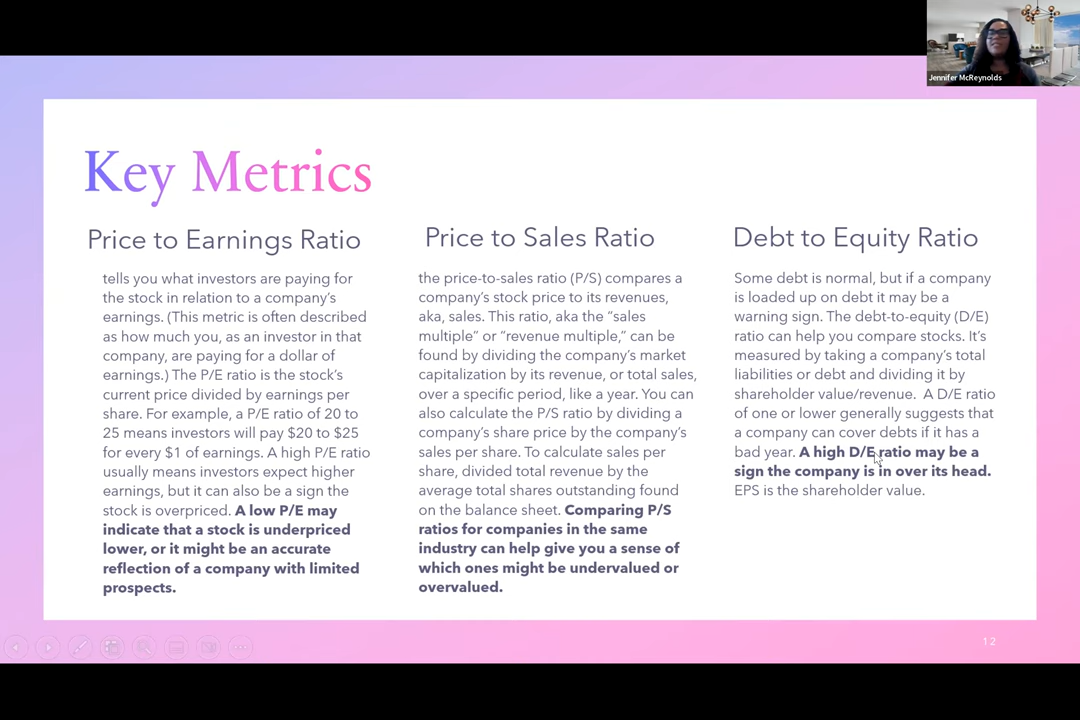 Jennifer McReynolds
Key Metrics
Price to Earnings Ratio
tells you what investors are paying for
the stock in relation to a company's
earnings. (This metric is often described
as how much you, as an investor in that
company, are paying for a dollar of
earnings.) The P/E ratio is the stock's
current price divided by earnings per
share. For example, a P/E ratio of 20 to
25 means investors will pay $20 to $25
for every $1 of earnings. A high P/E ratio
usually means investors expect higher
earnings, but it can also be a sign the
stock is overpriced. A low P/E may
indicate that a stock is underpriced
lower, or it might be an accurate
reflection of a company with limited
prospects.
Price to Sales Ratio
the price-to-sales ratio (P/S) compares a
company's stock price to its revenues,
aka, sales. This ratio, aka the "sales
multiple" or "revenue multiple," can be
found by dividing the company's market
capitalization by its revenue, or total sales,
over a specific period, like a year. You can
also calculate the P/S ratio by dividing a
company's share price by the company's
sales per share. To calculate sales per
share, divided total revenue by the
average total shares outstanding found
on the balance sheet. Comparing P/S
ratios for companies in the same
industry can help give you a sense of
which ones might be undervalued or
overvalued.
Debt to Equity Ratio
Some debt is normal, but if a company
is loaded up on debt it may be a
warning sign. The debt-to-equity (D/E)
ratio can help you compare stocks. It's
measured by taking a company's total
liabilities or debt and dividing it by
shareholder value/revenue. A D/E ratio
of one or lower generally suggests that
a company can cover debts if it has a
bad year. A high D/E ratio may be a
sign the company is in over its head.
EPS is the shareholder value.
12